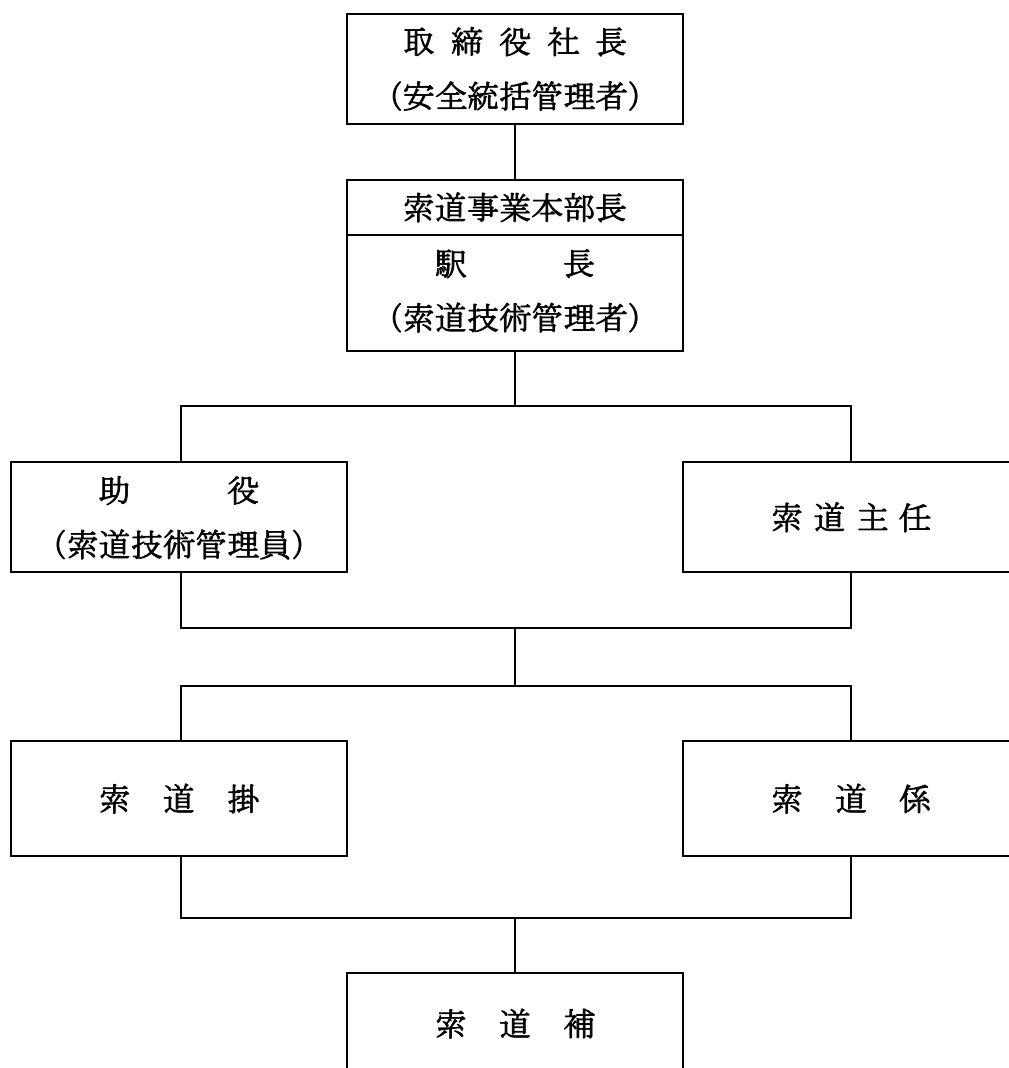 取締役社長
（安全統括管理者）
索道事業本部長
駅長
（索道技術管理者）
助役
（索道技術管理員）
索道主任
索道掛
索道係
索道補